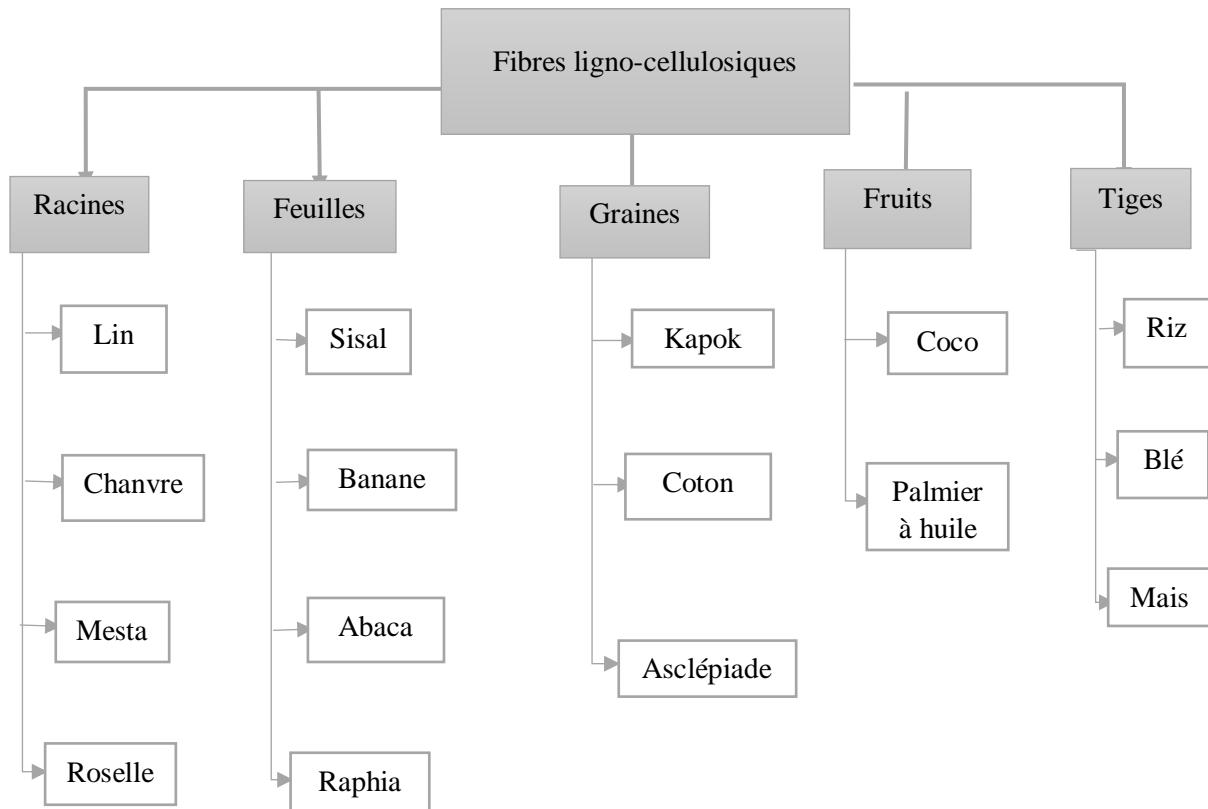 Fibres ligno-cellulosiques
Racines
Feuilles
Graines
Fruits
Tiges
Lin
Chanvre
Mesta
Roselle
Sisal
Banane
Abaca
Raphia
Kapok
Coton
Asclépiade
Coco
Palmier
à huile
Riz
Blé
Mais